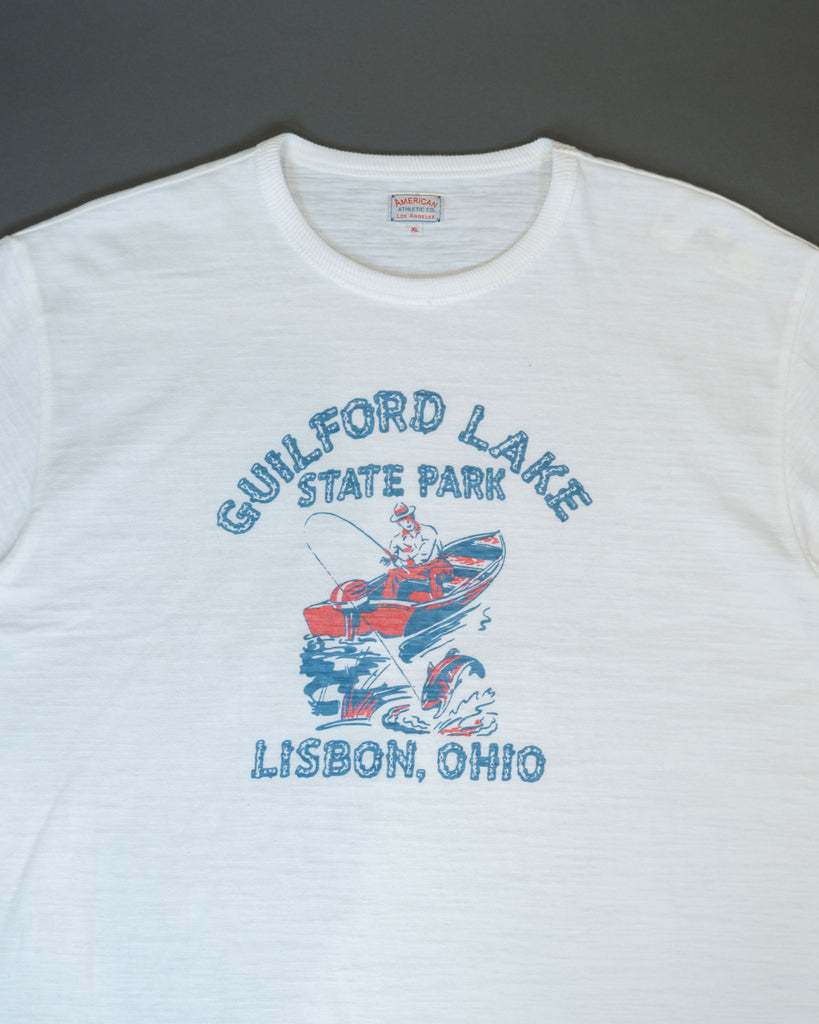 AMERICAN
ATHLETIC CO.
LOS ANGELES
XL
GUILFORD LAKE
STATE PARK
LISBON, OHIO